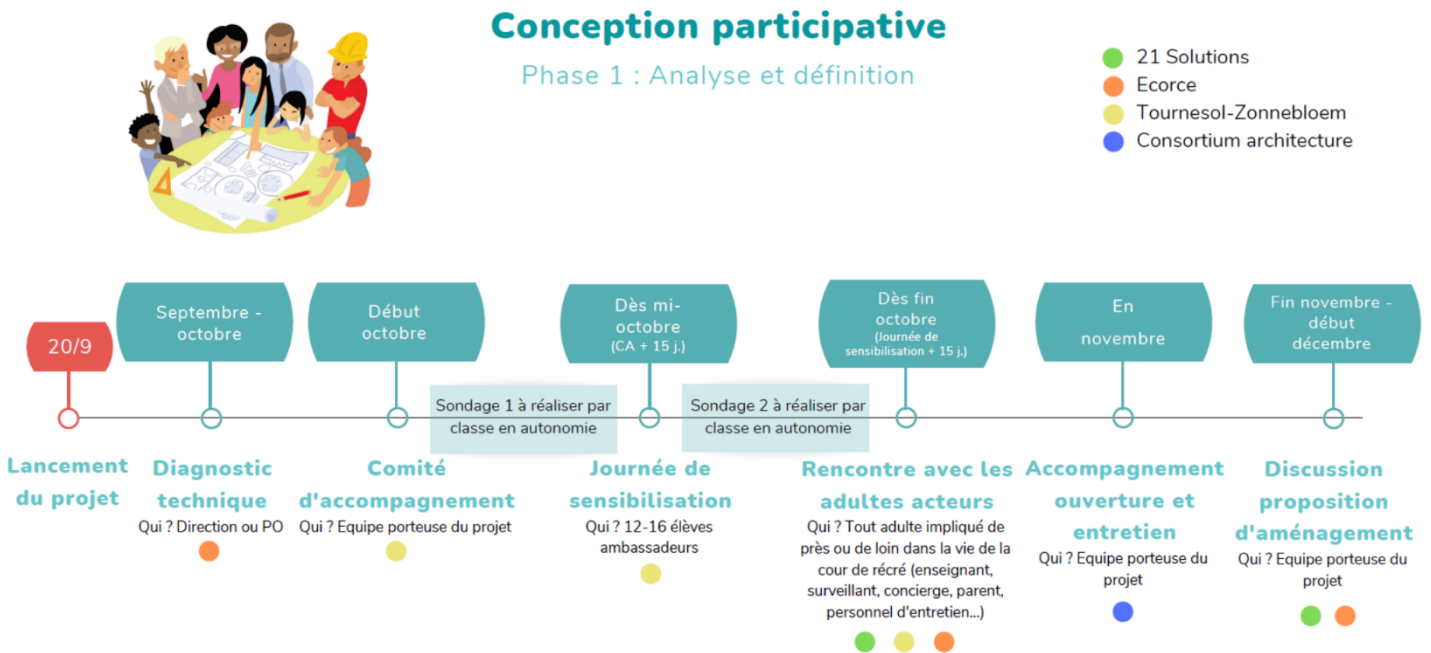 Conception participative
Phase 1 : Analyse et définition
21 Solutions
Ecorce
Tournesol-Zonnebloem
Consortium architecture
20/9
Septembre -
octobre
Début
octobre
Dès mi-
octobre
(CA + 15 j.)
Dès fin
octobre
(Journée de
sensibilisation + 15 j.)
En
novembre
Fin novembre -
début
décembre
Sondage 1 à réaliser par
classe en autonomie
Sondage 2 à réaliser par
classe en autonomie
Lancement
du projet
Diagnostic
technique
Qui ? Direction ou PO
Comité
d'accompagnement
Qui ? Equipe porteuse du projet
Journée de
sensibilisation
Qui ? 12-16 élèves
ambassadeurs
Rencontre avec les
adultes acteurs
Qui ? Tout adulte impliqué de
près ou de loin dans la vie de la
cour de récré (enseignant,
surveillant, concierge, parent,
personnel d'entretien...)
Accompagnement
ouverture et
entretien
Qui ? Equipe porteuse du
projet
Discussion
proposition
d'aménagement
Qui ? Equipe porteuse du
projet